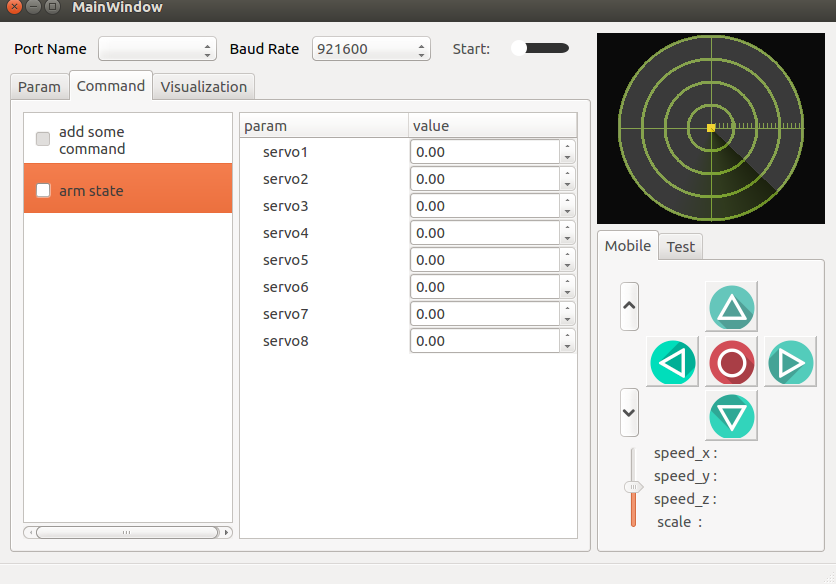 MainWindow
Port Name
Baud Rate
921600
Start:
Param
Command
Visualization
add some
command
arm state
param
value
servo1
0.00
servo2
0.00
servo3
0.00
servo4
0.00
servo5
0.00
servo6
0.00
servo7
0.00
servo8
0.00
Mobile
Test
speed_x :
speed_y :
speed_z :
scale :